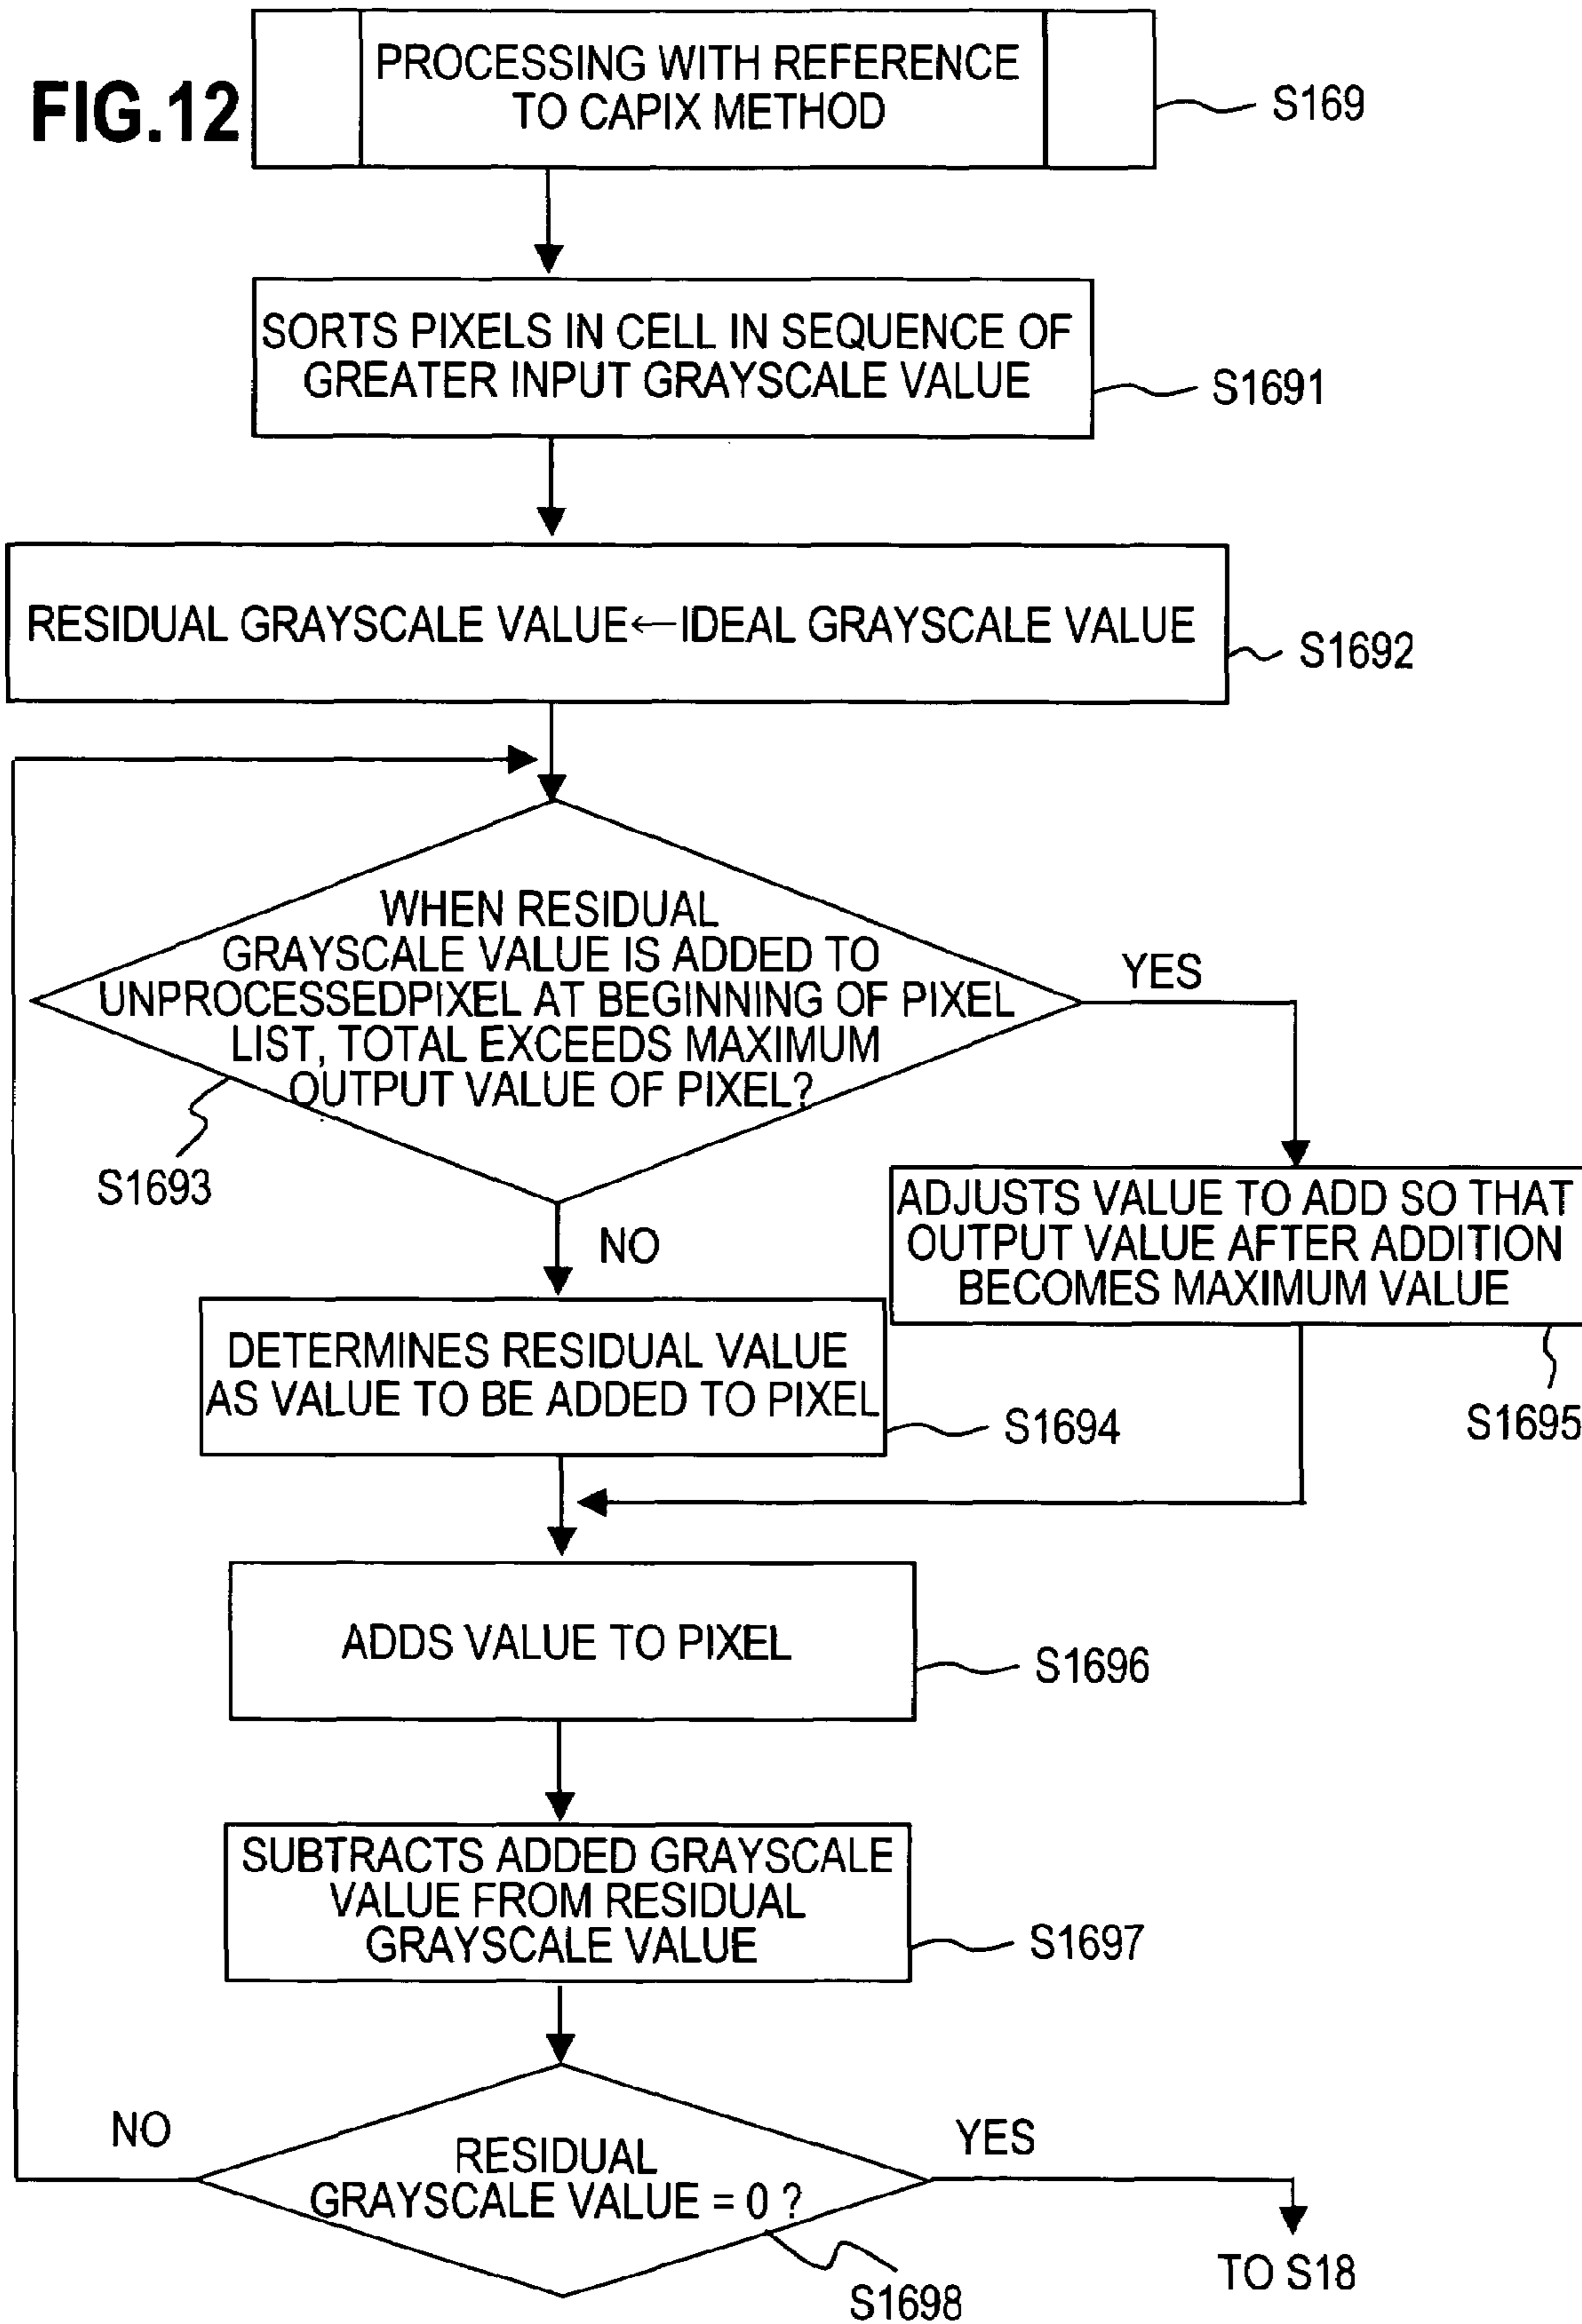 FIG.12
PROCESSING WITH REFERENCE
TO CAPIX METHOD
S169
SORTS PIXELS IN CELL IN SEQUENCE OF
GREATER INPUT GRAYSCALE VALUE
S1691
RESIDUAL GRAYSCALE VALUE←IDEAL GRAYSCALE VALUE
S1692
WHEN RESIDUAL
GRAYSCALE VALUE IS ADDED TO
UNPROCESSEDPIXEL AT BEGINNING OF PIXEL
LIST, TOTAL EXCEEDS MAXIMUM
OUTPUT VALUE OF PIXEL?
YES
S1693
NO
ADJUSTS VALUE TO ADD SO THAT
OUTPUT VALUE AFTER ADDITION
BECOMES MAXIMUM VALUE
S1695
DETERMINES RESIDUAL VALUE
AS VALUE TO BE ADDED TO PIXEL
S1694
ADDS VALUE TO PIXEL
S1696
SUBTRACTS ADDED GRAYSCALE
VALUE FROM RESIDUAL
GRAYSCALE VALUE
S1697
NO
RESIDUAL
GRAYSCALE VALUE = 0 ?
YES
S1698
TO S18